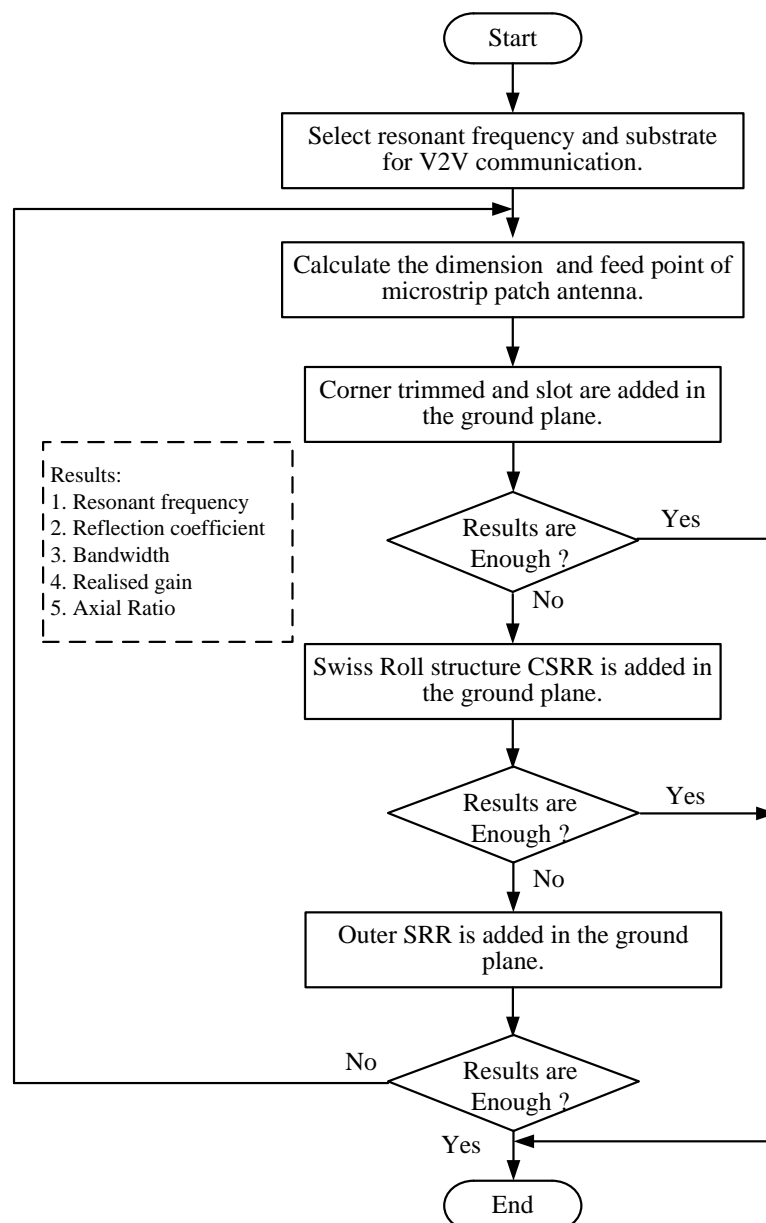 Start
Select resonant frequency and substrate
for V2V communication.
Calculate the dimension and feed point of
microstrip patch antenna.
Corner trimmed and slot are added in
the ground plane.
Results:
1. Resonant frequency
2. Reflection coefficient
3. Bandwidth
4. Realised gain
5. Axial Ratio
Results are
Enough ?
Yes
No
Swiss Roll structure CSRR is added in
the ground plane.
Results are
Enough ?
Yes
No
Outer SRR is added in the ground
plane.
No
Results are
Enough ?
Yes
End